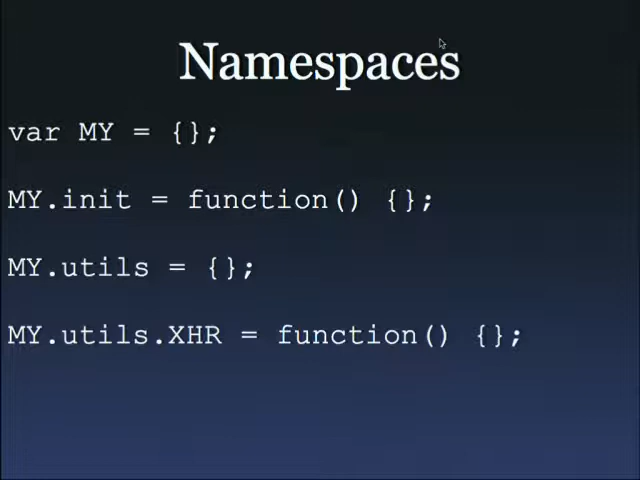 Namespaces
var MY = {};
MY.init = function() {};
MY.utils = {};
MY.utils.XHR = function() {};